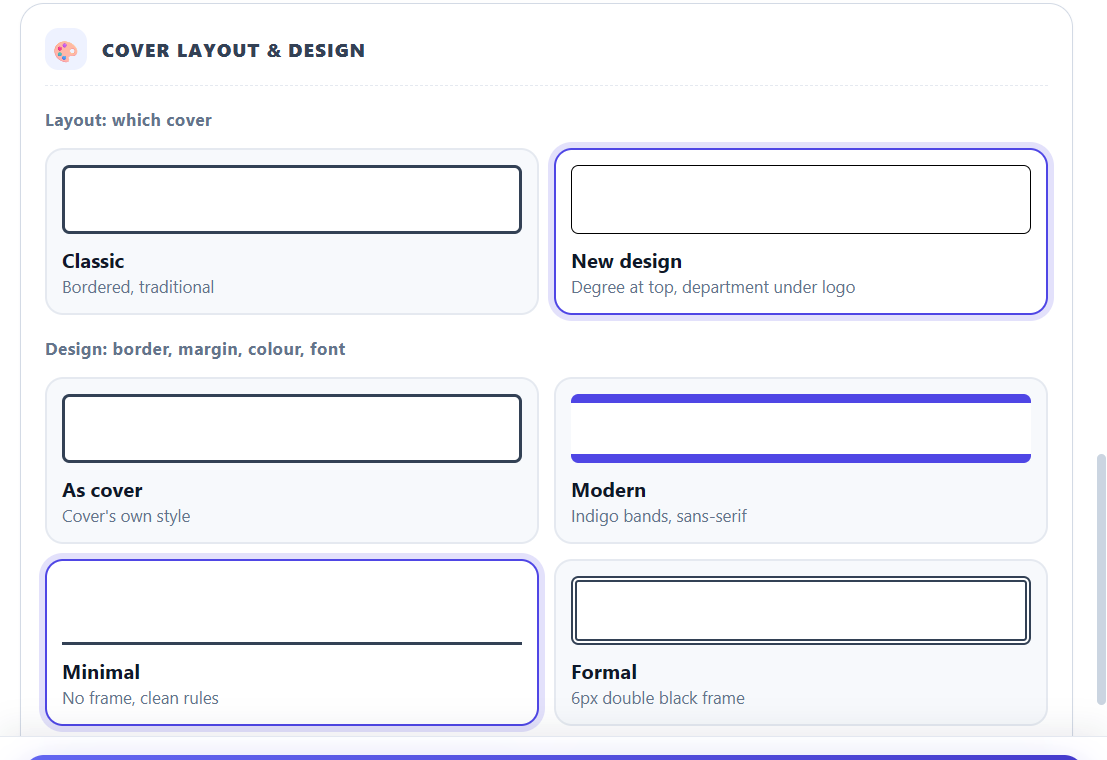 COVER LAYOUT & DESIGN
Layout: which cover
Classic
Bordered, traditional
New design
Degree at top, department under logo
Design: border, margin, colour, font
As cover
Cover's own style
Modern
Indigo bands, sans-serif
Minimal
No frame, clean rules
Formal
6px double black frame